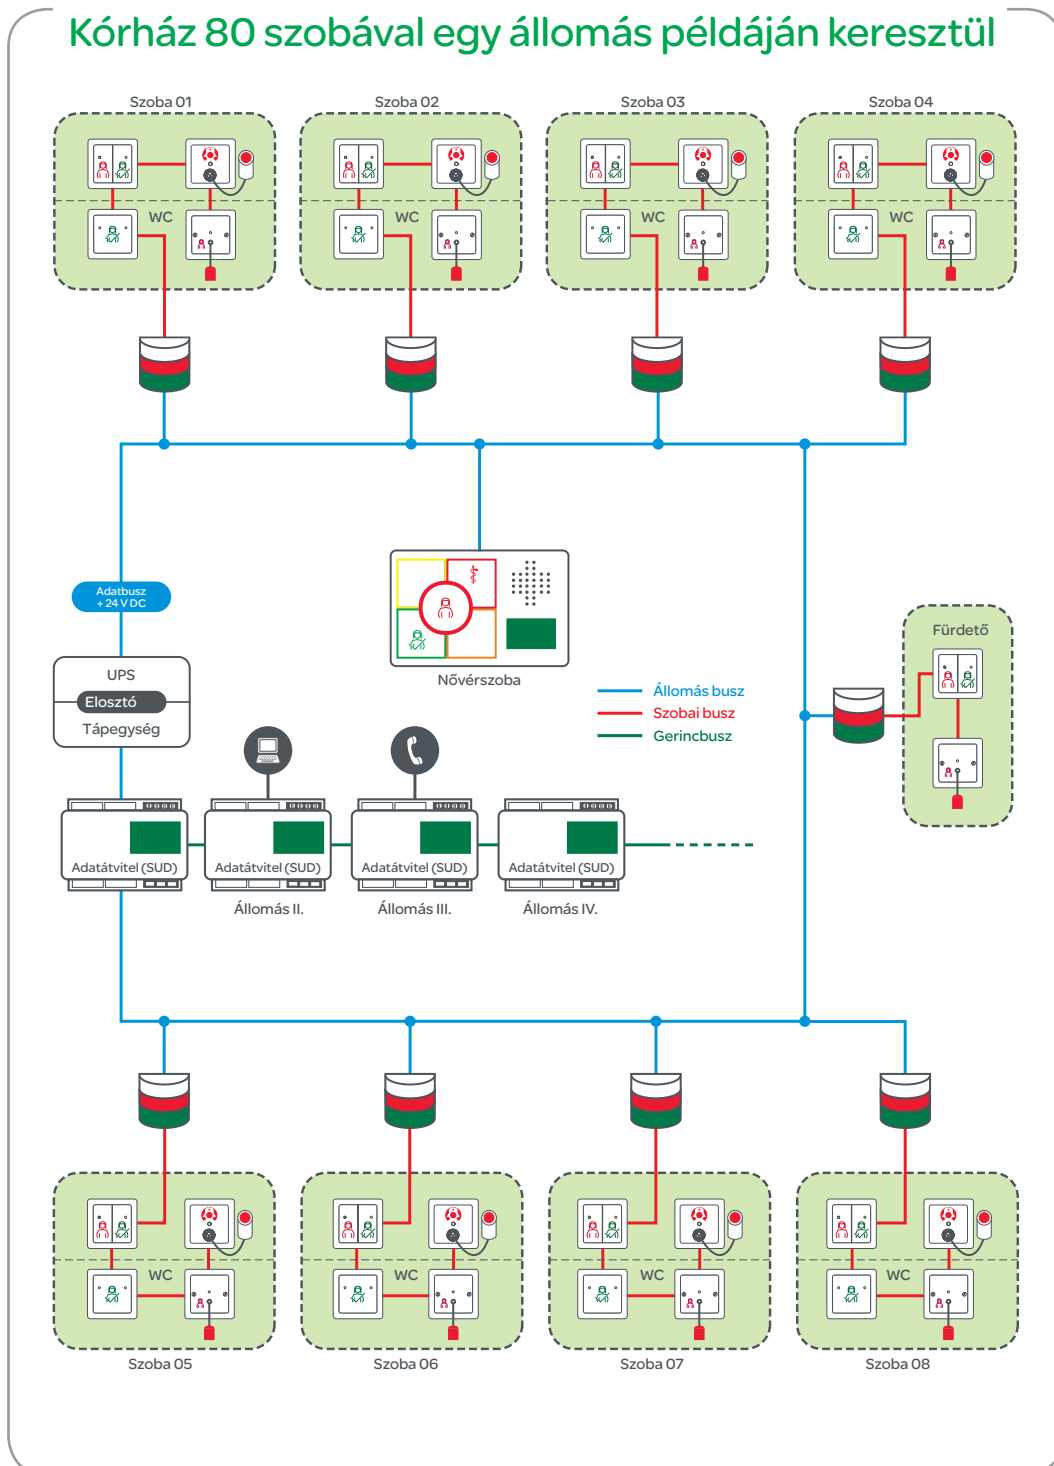 Kórház 80 szobával egy állomás példáján keresztül
Szoba 01
Szoba 02
Szoba 03
Szoba 04
WC
WC
WC
WC
Adatbusz
+ 24 V DC
UPS
Elosztó
Tápegység
Nővérszoba
Állomás busz
Szobai busz
Gerincbusz
Fürdető
Adatátvitel (SUD)
Adatátvitel (SUD)
Adatátvitel (SUD)
Adatátvitel (SUD)
Állomás II.
Állomás III.
Állomás IV.
WC
WC
WC
WC
Szoba 05
Szoba 06
Szoba 07
Szoba 08